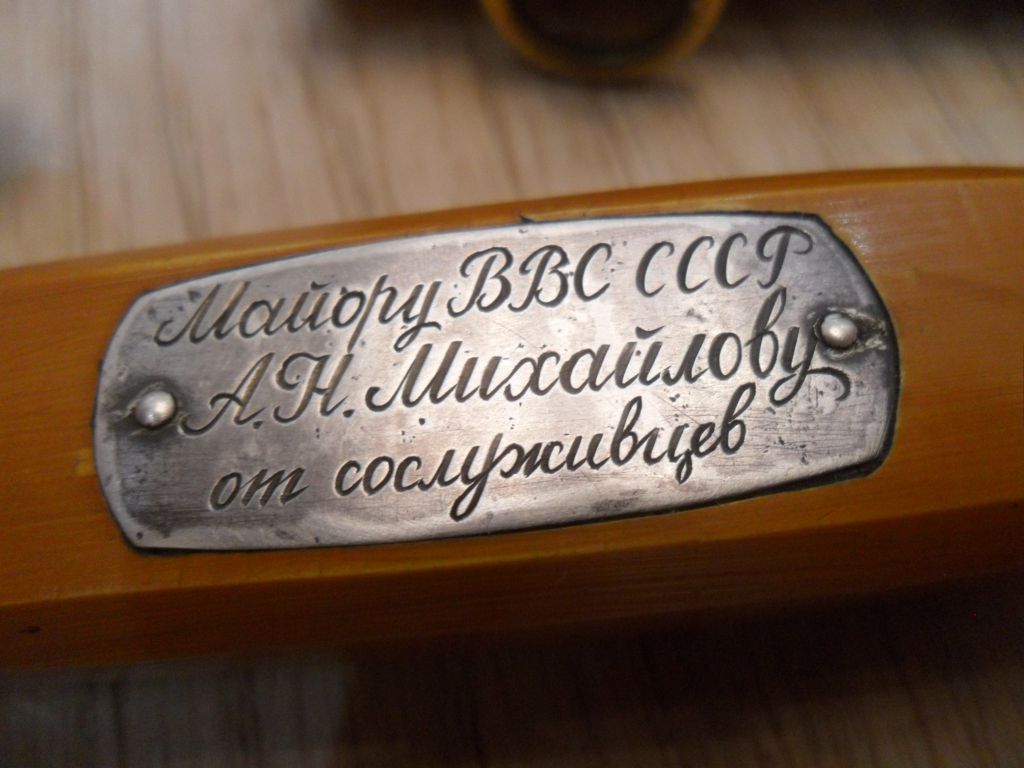 Майору ВВС СССР
А.Н. Михайлову
от сослуживцев